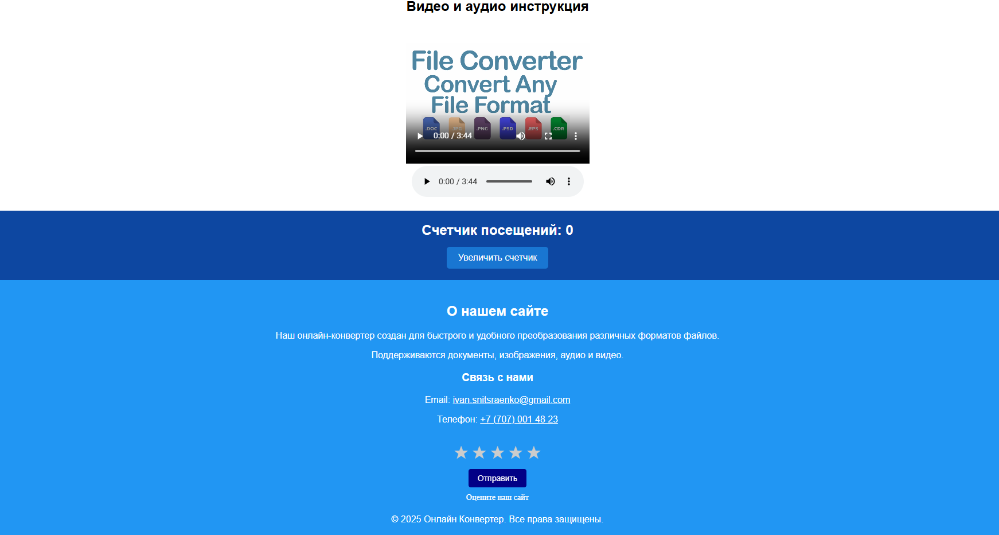 Видео и аудио инструкция
File Converter
Convert Any
File Format
.DOC .JPG .PNG .PSD .EPS .CDR
0:00 / 3:44
0:00 / 3:44
Счетчик посещений: 0
Увеличить счетчик
О нашем сайте
Наш онлайн-конвертер создан для быстрого и удобного преобразования различных форматов файлов.
Поддерживаются документы, изображения, аудио и видео.
Связь с нами
Email: ivan.snitsraenko@gmail.com
Телефон: +7 (707) 001 48 23
Отправить
Оцените наш сайт
© 2025 Онлайн Конвертер. Все права защищены.